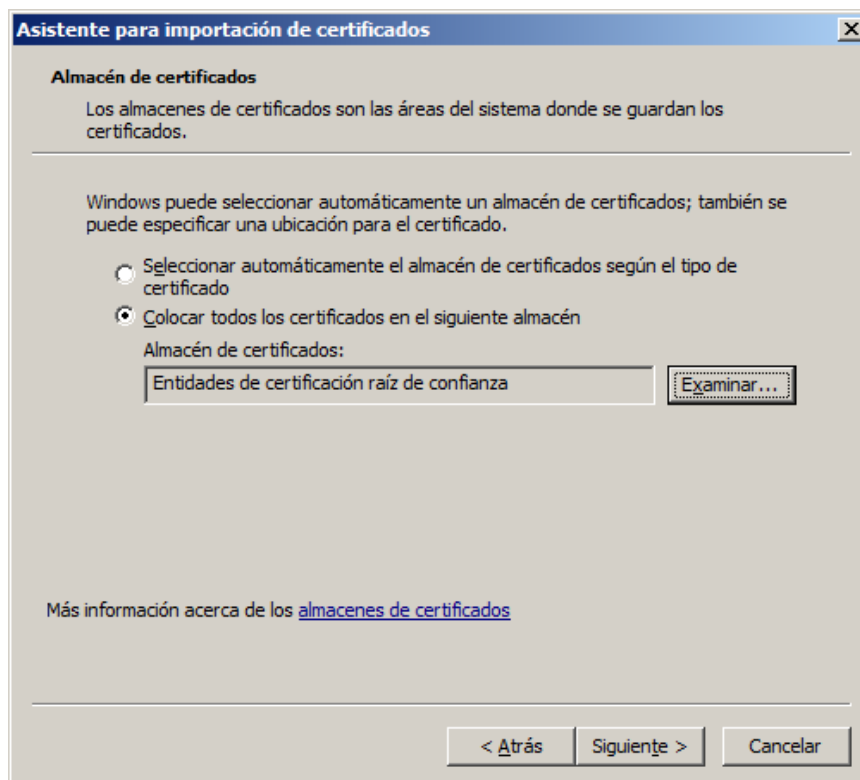 Asistente para importación de certificados
Almacén de certificados
Los almacenes de certificados son las áreas del sistema donde se guardan los
certificados.
Windows puede seleccionar automáticamente un almacén de certificados; también se
puede especificar una ubicación para el certificado.
Seleccionar automáticamente el almacén de certificados según el tipo de
certificado
Colocar todos los certificados en el siguiente almacén
Almacén de certificados:
Entidades de certificación raíz de confianza
Examinar...
Más información acerca de los almacenes de certificados
< Atrás
Siguiente >
Cancelar